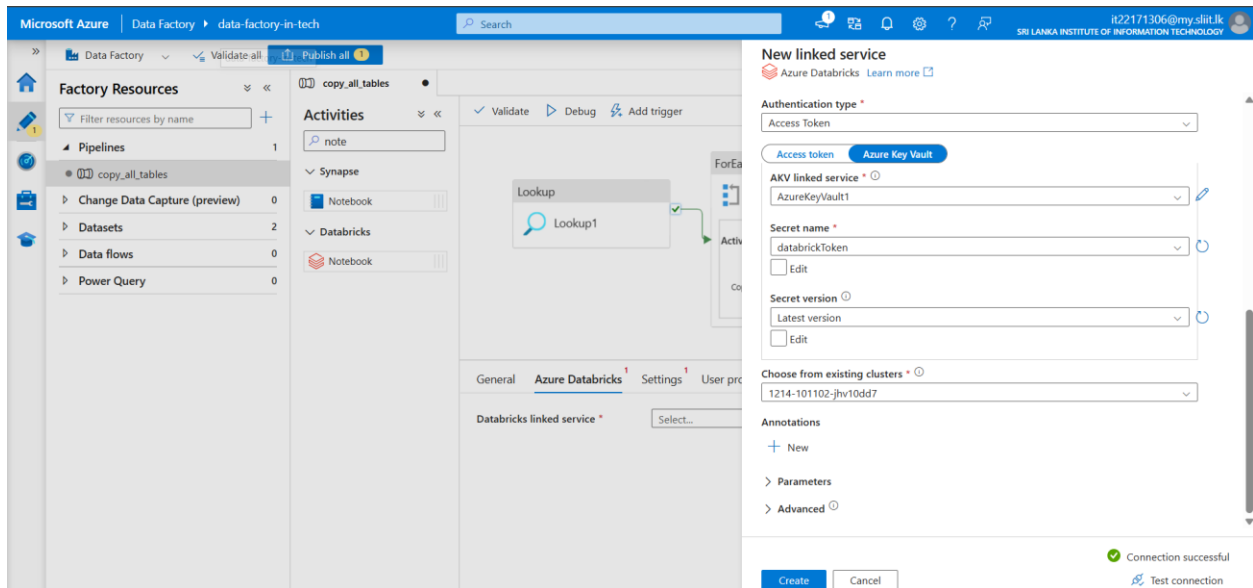 Microsoft Azure | Data Factory ▸ data-factory-in-tech
Search
1
it22171306@my.sliit.lk
SRI LANKA INSTITUTE OF INFORMATION TECHNOLOGY
Data Factory
Validate all
Publish all 1
Factory Resources
Filter resources by name
Pipelines 1
copy_all_tables
Change Data Capture (preview) 0
Datasets 2
Data flows 0
Power Query 0
1
copy_all_tables
Activities
note
Synapse
Notebook
Databricks
Notebook
Validate Debug Add trigger
Lookup
Lookup1
ForEa
Activ
Co
General Azure Databricks 1 Settings 1 User pro
Databricks linked service * Select...
New linked service
Azure Databricks Learn more
Authentication type *
Access Token
Access token Azure Key Vault
AKV linked service *
AzureKeyVault1
Secret name *
databrickToken
Edit
Secret version
Latest version
Edit
Choose from existing clusters *
1214-101102-jhv10dd7
Annotations
New
Parameters
Advanced
Connection successful
Create Cancel Test connection